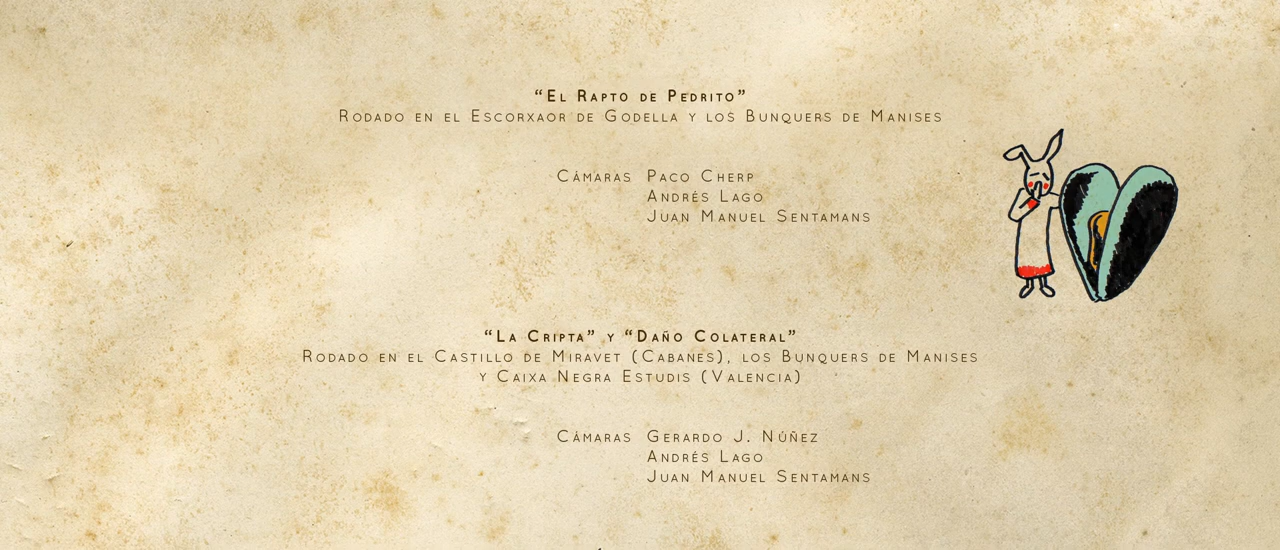 “El Rapto de Pedrito”
Rodado en el Escorxaor de Godella y los Bunquers de Manises
Cámaras Paco Cherp
Andrés Lago
Juan Manuel Sentamans
“La Cripta” y “Daño Colateral”
Rodado en el Castillo de Miravet (Cabanes), los Bunquers de Manises
y Caixa Negra Estudis (Valencia)
Cámaras Gerardo J. Núñez
Andrés Lago
Juan Manuel Sentamans